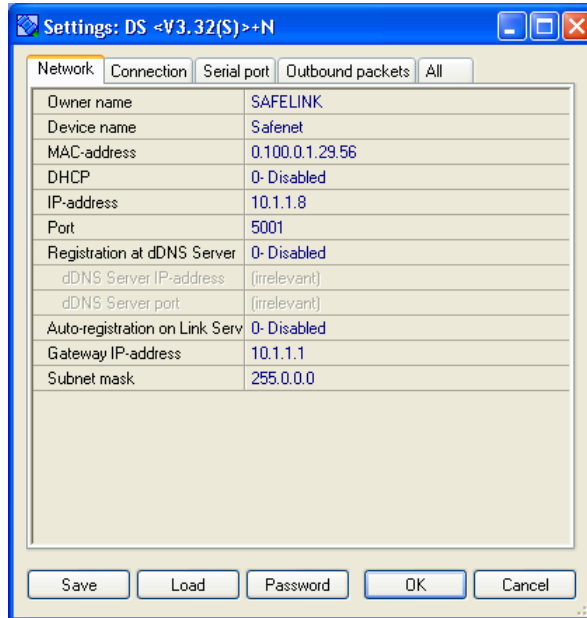 Settings: DS <V3.32(S)>+N
Network Connection Serial port Outbound packets All
Owner name SAFELINK
Device name Safenet
MAC-address 0.100.0.1.29.56
DHCP 0- Disabled
IP-address 10.1.1.8
Port 5001
Registration at dDNS Server 0- Disabled
dDNS Server IP-address (irrelevant)
dDNS Server port (irrelevant)
Auto-registration on Link Serv 0- Disabled
Gateway IP-address 10.1.1.1
Subnet mask 255.0.0.0
Save Load Password OK Cancel